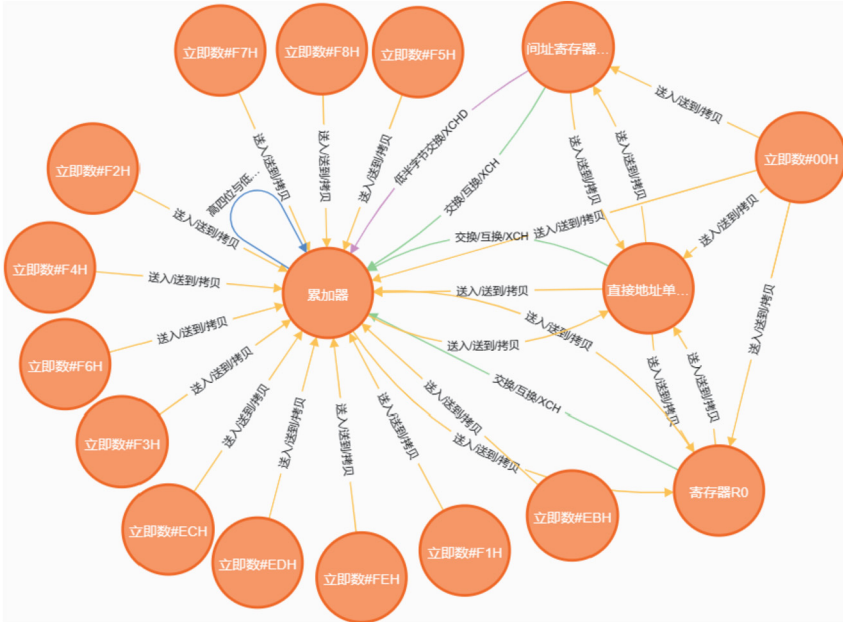 立即数#F7H
立即数#F8H
立即数#F5H
间址寄存器...
立即数#00H
立即数#F2H
立即数#F4H
立即数#F6H
立即数#F3H
立即数#ECH
立即数#EDH
立即数#FEH
立即数#F1H
立即数#EBH
寄存器R0
直接地址单...
累加器
高四位与低...
送入/送到/拷贝
送入/送到/拷贝
送入/送到/拷贝
低半字节交换/XCHD
交换/互换/XCH
送入/送到/拷贝
送入/送到/拷贝
送入/送到/拷贝
送入/送到/拷贝
送入/送到/拷贝
送入/送到/拷贝
送入/送到/拷贝
交换/互换/XCH
送入/送到/拷贝
送入/送到/拷贝
送入/送到/拷贝
送入/送到/拷贝
送入/送到/拷贝
送入/送到/拷贝
送入/送到/拷贝
送入/送到/拷贝
送入/送到/拷贝
交换/互换/XCH
送入/送到/拷贝
送入/送到/拷贝
送入/送到/拷贝
送入/送到/拷贝
送入/送到/拷贝
送入/送到/拷贝
送入/送到/拷贝